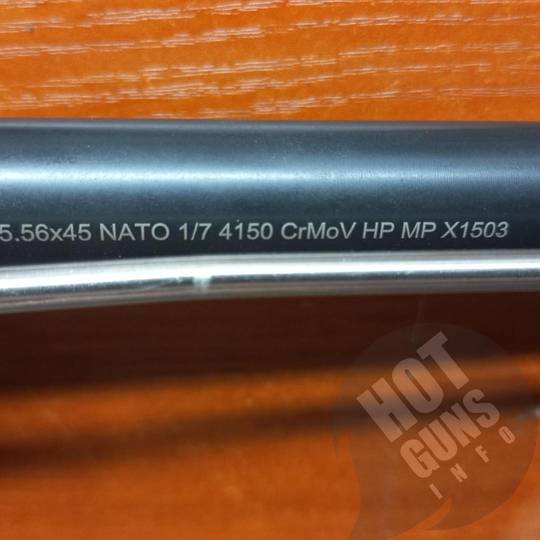 5.56x45 NATO 1/7 4150 CrMoV HP MP X1503
HOT
GUNS
INFO